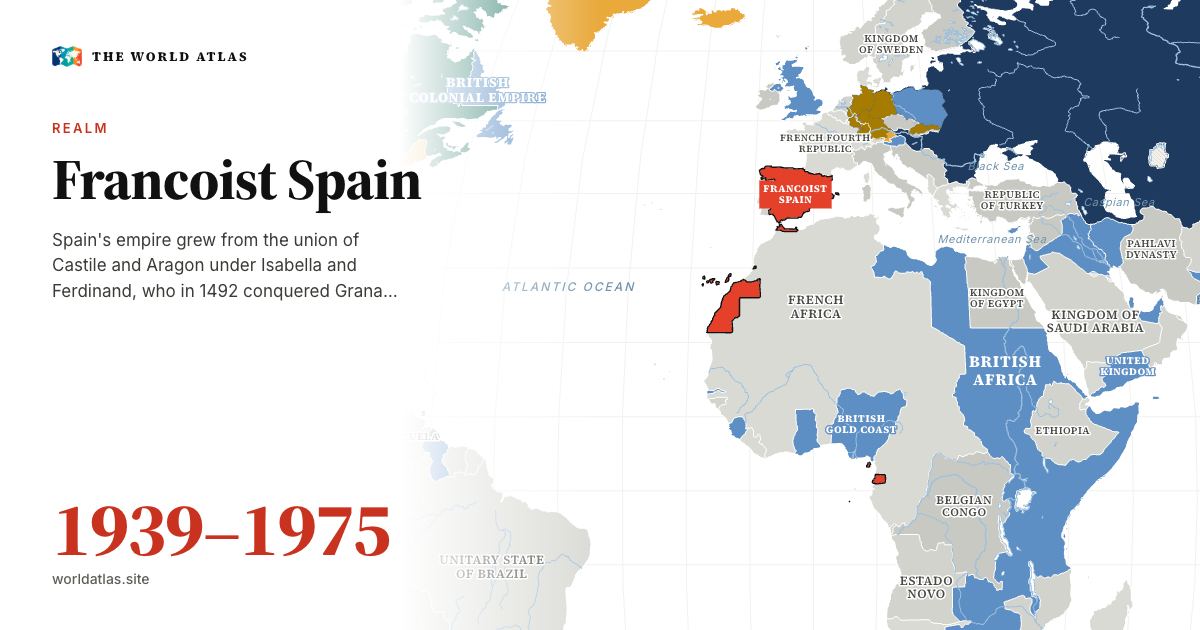 THE WORLD ATLAS
REALM
Francoist Spain
Spain's empire grew from the union of
Castile and Aragon under Isabella and
Ferdinand, who in 1492 conquered Grana...
1939–1975
worldatlas.site
BRITISH
COLONIAL EMPIRE
KINGDOM
OF SWEDEN
FRENCH FOURTH
REPUBLIC
FRANCOIST
SPAIN
Black Sea
REPUBLIC
OF TURKEY
Caspian Sea
Mediterranean Sea
PAHLAVI
DYNASTY
ATLANTIC OCEAN
FRENCH
AFRICA
KINGDOM
OF EGYPT
KINGDOM OF
SAUDI ARABIA
BRITISH
AFRICA
UNITED
KINGDOM
BRITISH
GOLD COAST
ETHIOPIA
BELGIAN
CONGO
UNITARY STATE
OF BRAZIL
ESTADO
NOVO